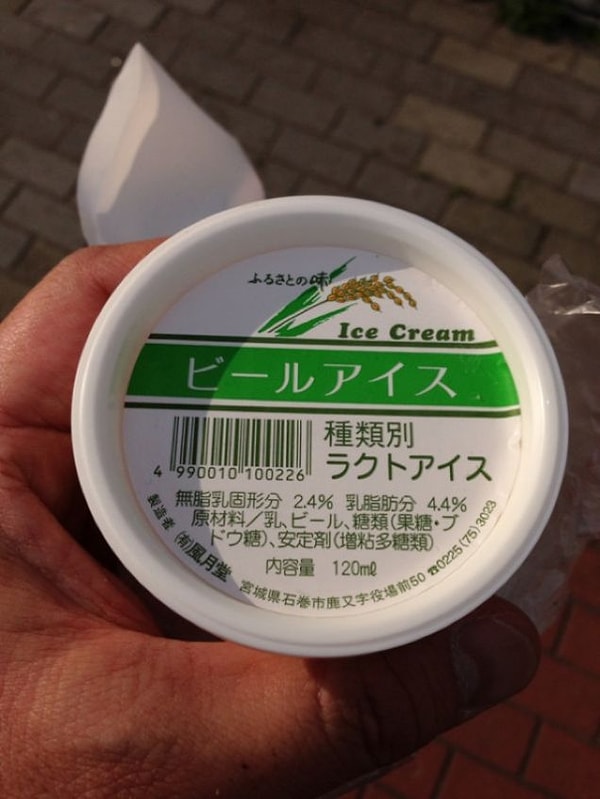 ふるさとの味
Ice Cream
ビールアイス
4 990010 100226
種類別
ラクトアイス
無脂乳固形分 2.4% 乳脂肪分 4.4%
原材料/乳、ビール、糖類(果糖・ブ
ドウ糖)、安定剤(増粘多糖類)
内容量 120mℓ
製造者 (有)風月堂 宮城県石巻市鹿又字役場前50 ☎0225(75)3023